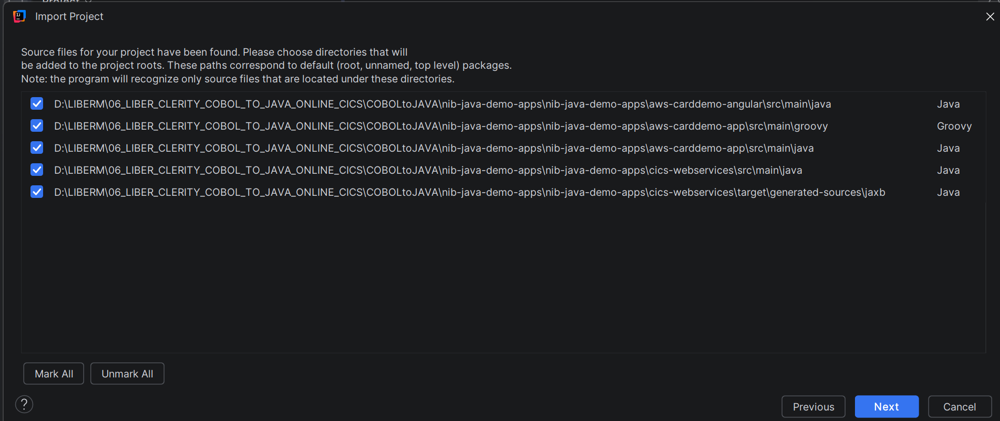 Project
Import Project
Source files for your project have been found. Please choose directories that will
be added to the project roots. These paths correspond to default (root, unnamed, top level) packages.
Note: the program will recognize only source files that are located under these directories.
D:\LIBERM\06_LIBER_CLERITY_COBOL_TO_JAVA_ONLINE_CICS\COBOLtoJAVA\nib-java-demo-apps\nib-java-demo-apps\aws-carddemo-angular\src\main\java Java
D:\LIBERM\06_LIBER_CLERITY_COBOL_TO_JAVA_ONLINE_CICS\COBOLtoJAVA\nib-java-demo-apps\nib-java-demo-apps\aws-carddemo-app\src\main\groovy Groovy
D:\LIBERM\06_LIBER_CLERITY_COBOL_TO_JAVA_ONLINE_CICS\COBOLtoJAVA\nib-java-demo-apps\nib-java-demo-apps\aws-carddemo-app\src\main\java Java
D:\LIBERM\06_LIBER_CLERITY_COBOL_TO_JAVA_ONLINE_CICS\COBOLtoJAVA\nib-java-demo-apps\nib-java-demo-apps\cics-webservices\src\main\java Java
D:\LIBERM\06_LIBER_CLERITY_COBOL_TO_JAVA_ONLINE_CICS\COBOLtoJAVA\nib-java-demo-apps\nib-java-demo-apps\cics-webservices\target\generated-sources\jaxb Java
Mark All Unmark All
? Previous Next Cancel